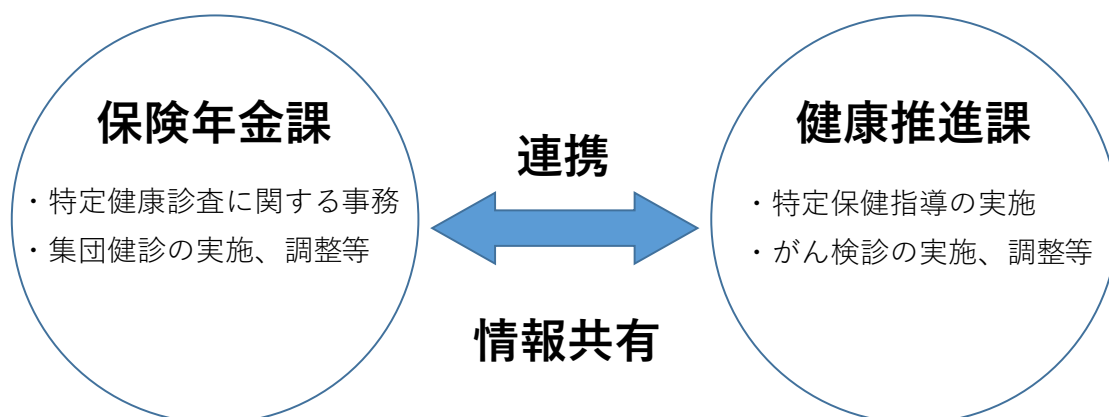 保険年金課
・特定健康診査に関する事務
・集団健診の実施、調整等
連携
情報共有
健康推進課
・特定保健指導の実施
・がん検診の実施、調整等